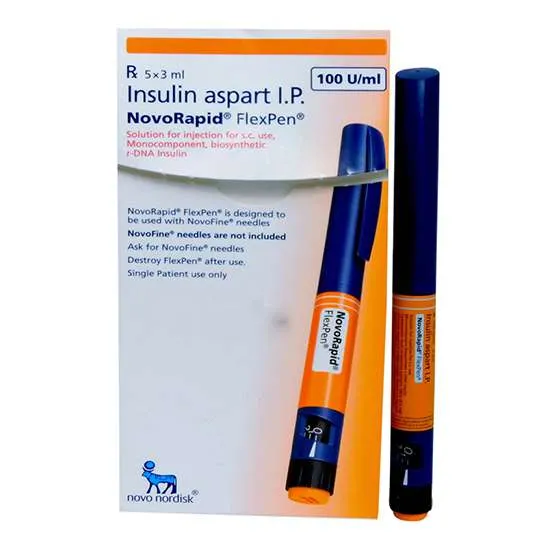 Rx 5×3 ml
100 U/ml
Insulin aspart I.P.
NovoRapid® FlexPen®
Solution for injection for s.c. use,
Monocomponent, biosynthetic
r-DNA Insulin
NovoRapid® FlexPen® is designed to
be used with NovoFine® needles
NovoFine® needles are not included
Ask for NovoFine® needles
Destroy FlexPen® after use.
Single Patient use only
NovoRapid®
FlexPen®
novo nordisk®
Insulin aspart I.P.
NovoRapid® FlexPen®